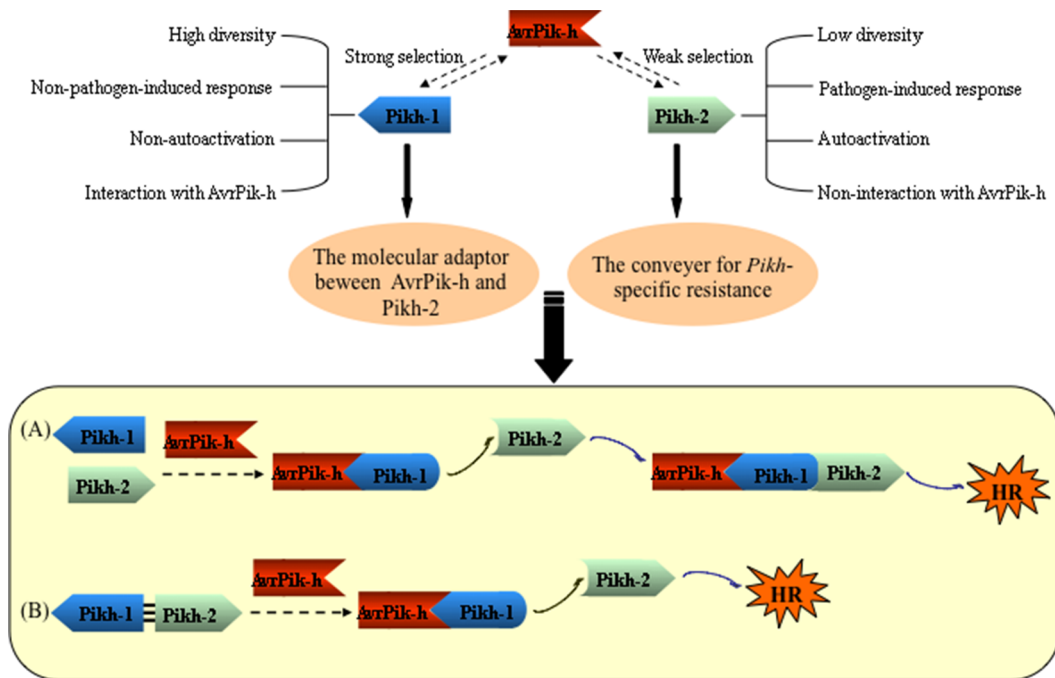 AvrPik-h
High diversity
Non-pathogen-induced response
Non-autoactivation
Interaction with AvrPik-h
Strong selection
Weak selection
Pikh-1
Pikh-2
Low diversity
Pathogen-induced response
Autoactivation
Non-interaction with AvrPik-h
The molecular adaptor
beween AvrPik-h and
Pikh-2
The conveyer for Pikh-
specific resistance
(A)
Pikh-1
Pikh-2
AvrPik-h
AvrPik-h
Pikh-1
Pikh-2
AvrPik-h
Pikh-1
Pikh-2
HR
(B)
Pikh-1
Pikh-2
AvrPik-h
AvrPik-h
Pikh-1
Pikh-2
HR